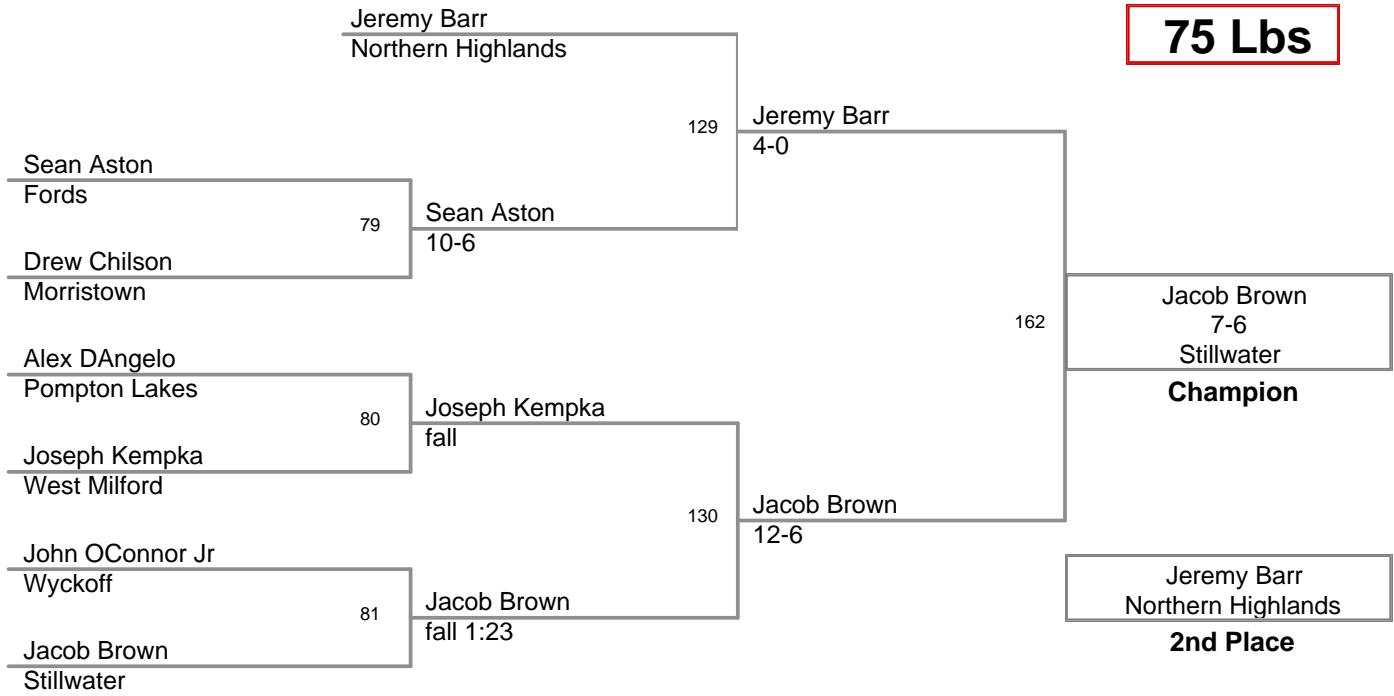 Jeremy Barr
Northern Highlands
75 Lbs
129
Jeremy Barr
4-0
Sean Aston
Fords
79
Sean Aston
10-6
Drew Chilson
Morristown
162
Jacob Brown
7-6
Stillwater
Champion
Alex DAngelo
Pompton Lakes
80
Joseph Kempka
fall
Joseph Kempka
West Milford
130
Jacob Brown
12-6
John OConnor Jr
Wyckoff
81
Jacob Brown
fall 1:23
Jacob Brown
Stillwater
Jeremy Barr
Northern Highlands
2nd Place